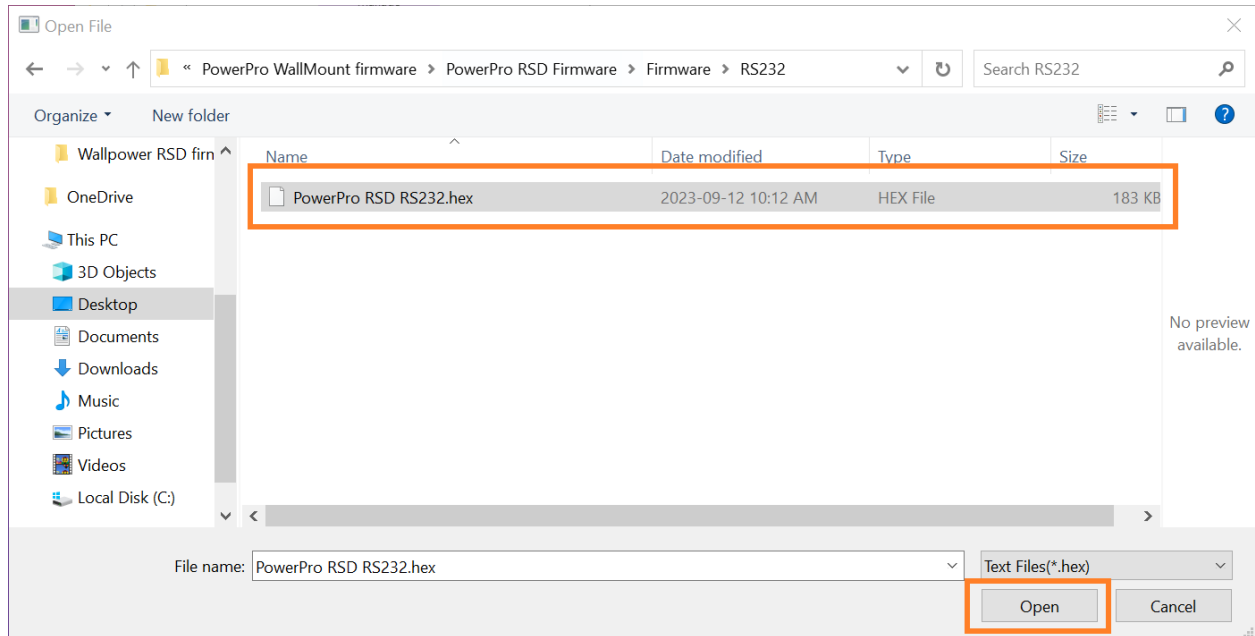 Open File
« PowerPro WallMount firmware > PowerPro RSD Firmware > Firmware > RS232
Search RS232
Organize
New folder
Wallpower RSD firn
OneDrive
This PC
3D Objects
Desktop
Documents
Downloads
Music
Pictures
Videos
Local Disk (C:)
Name Date modified Type Size
PowerPro RSD RS232.hex 2023-09-12 10:12 AM HEX File 183 KB
No preview
available.
File name: PowerPro RSD RS232.hex
Text Files(*.hex)
Open
Cancel